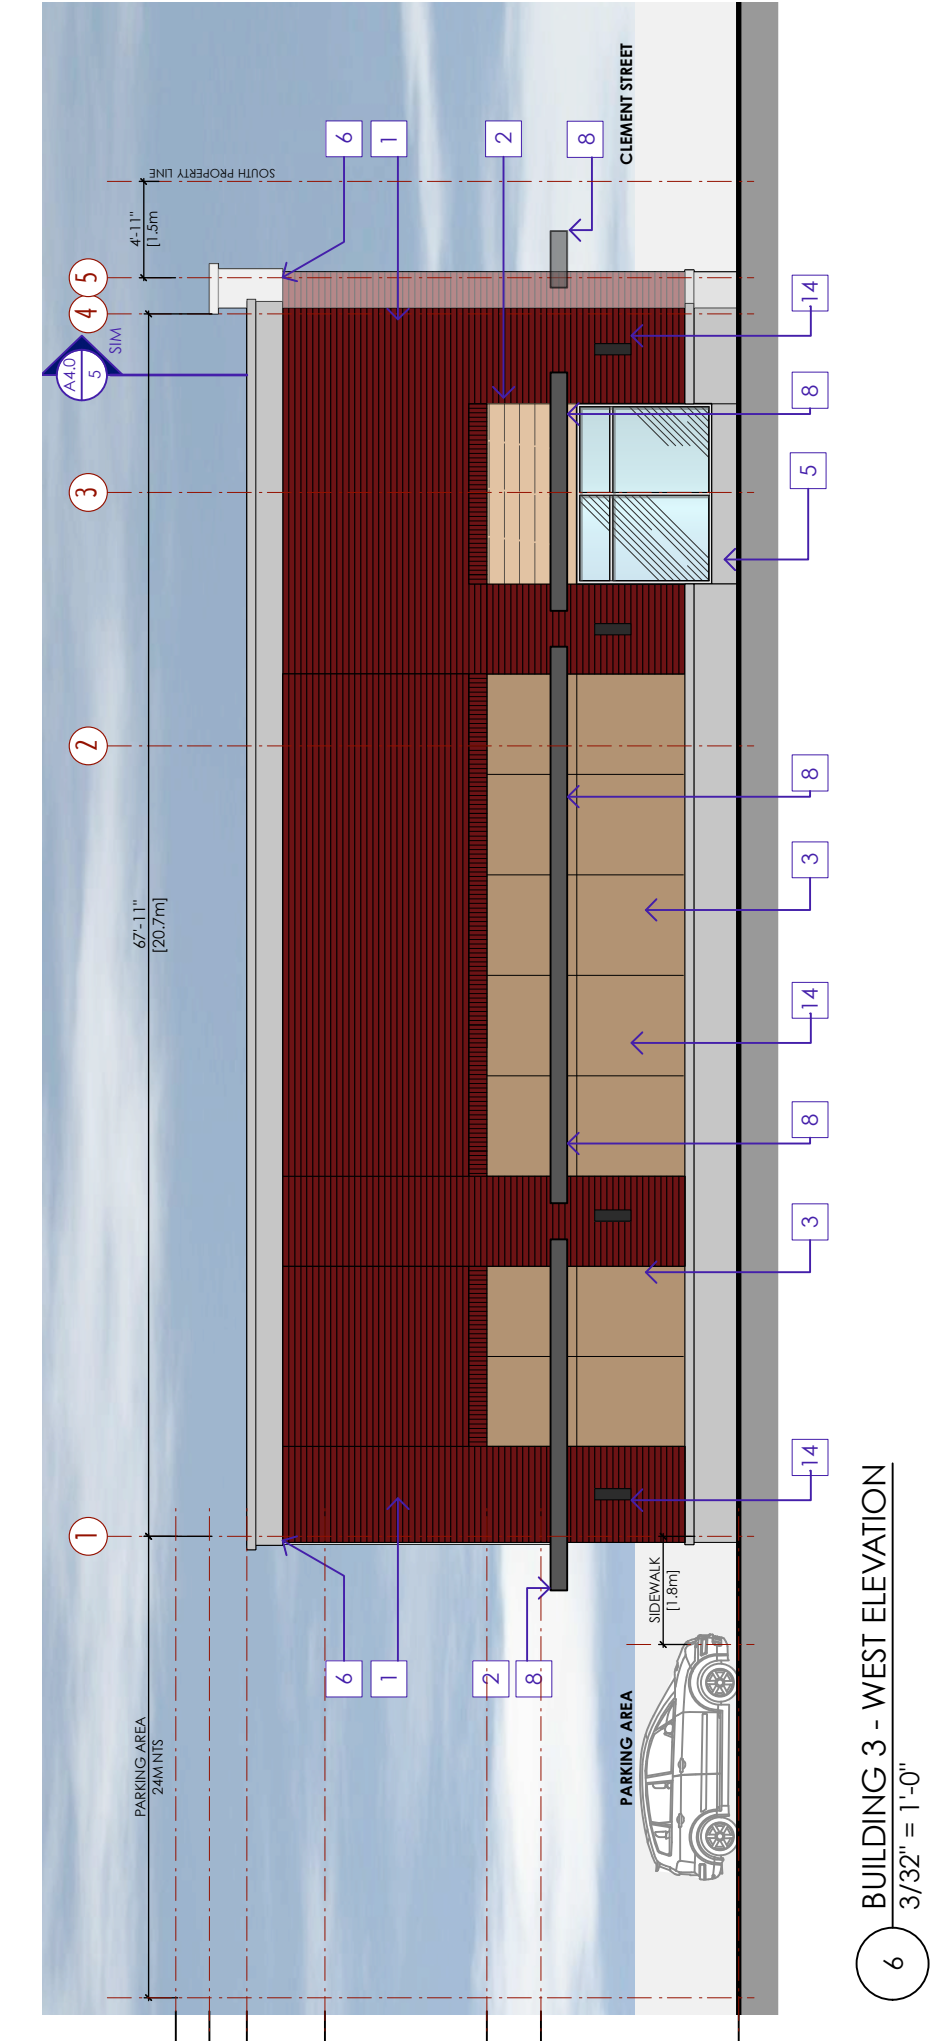 PARKING AREA
24M NTS
67'-11"
[20.7m]
4'-11"
[1.5m
SOUTH PROPERTY LINE
1
2
3
4
5
A4.0
5
SIM
6
1
2
8
6
1
2
8
CLEMENT STREET
PARKING AREA
SIDEWALK
[1.8m]
14
3
8
14
3
8
5
8
14
6
BUILDING 3 - WEST ELEVATION
3/32" = 1'-0"